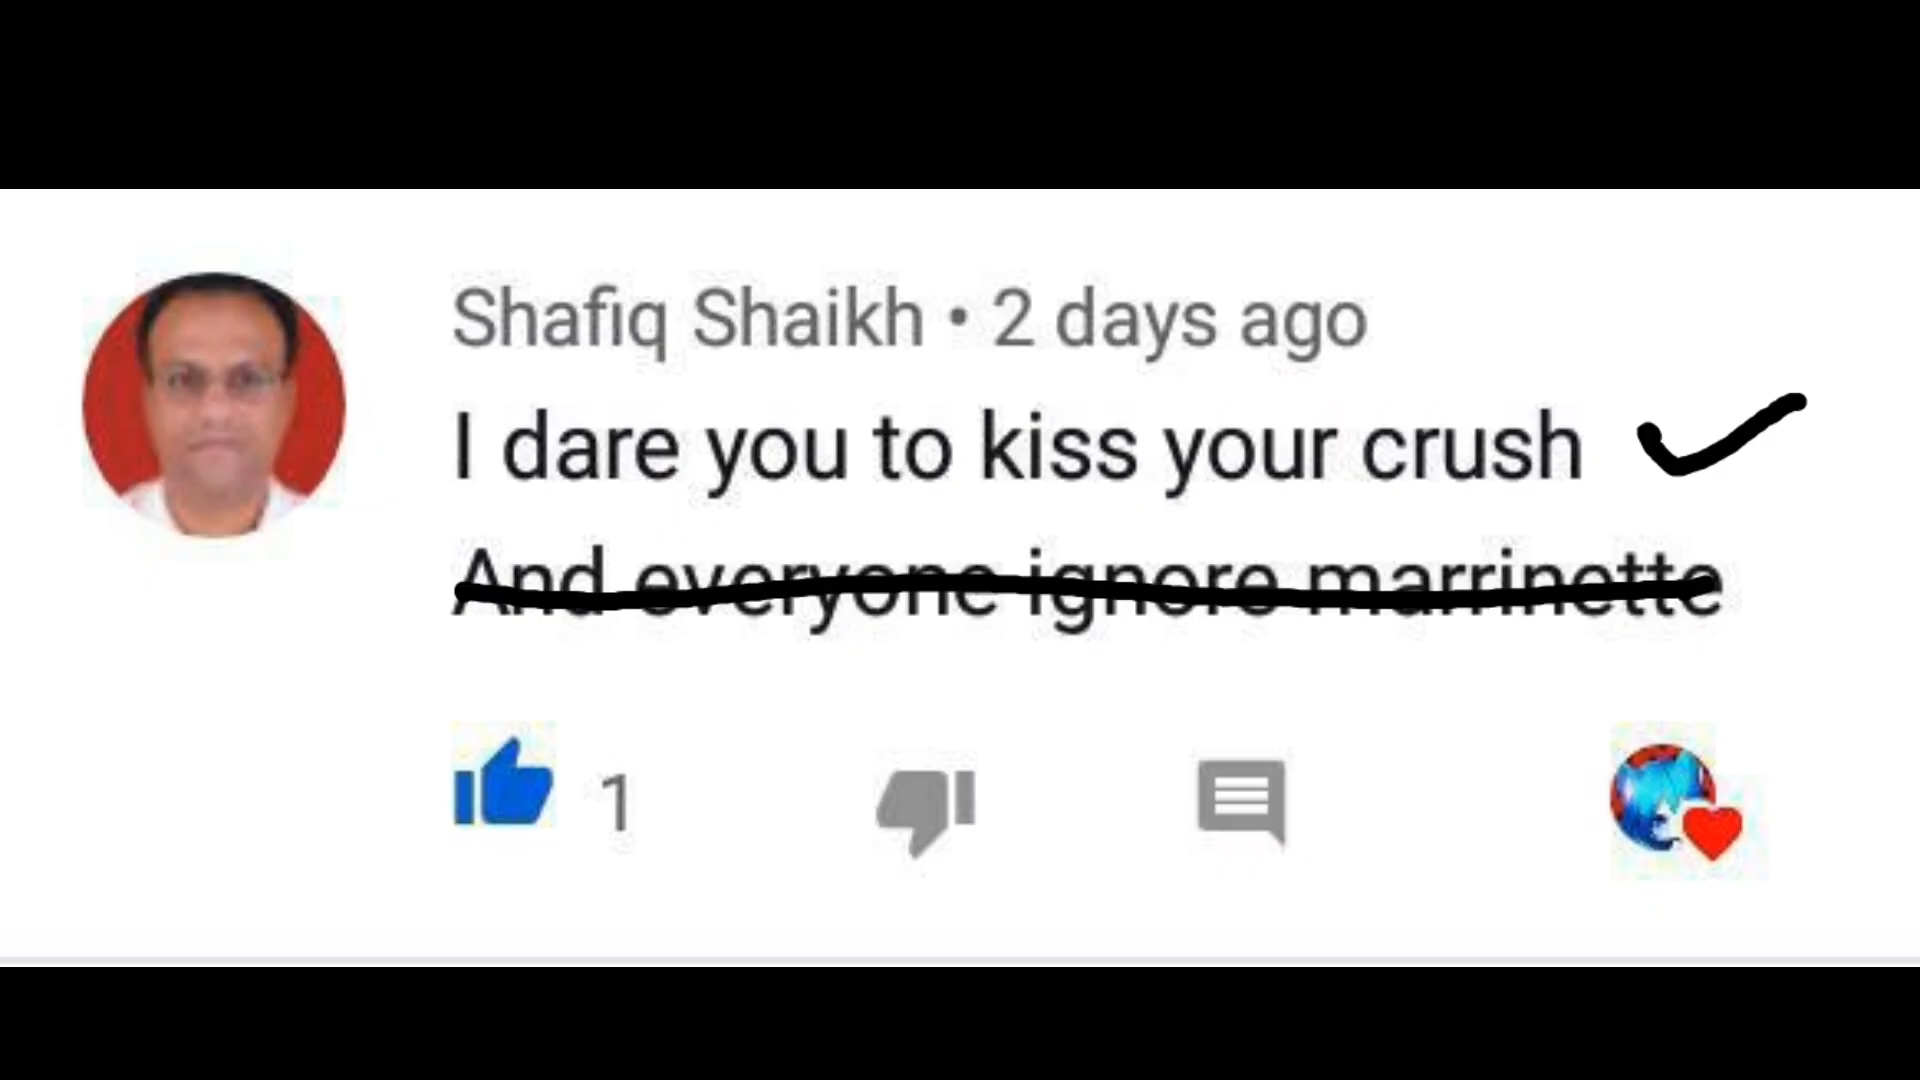 Shafiq Shaikh • 2 days ago
I dare you to kiss your crush
And everyone ignore marrinette
1